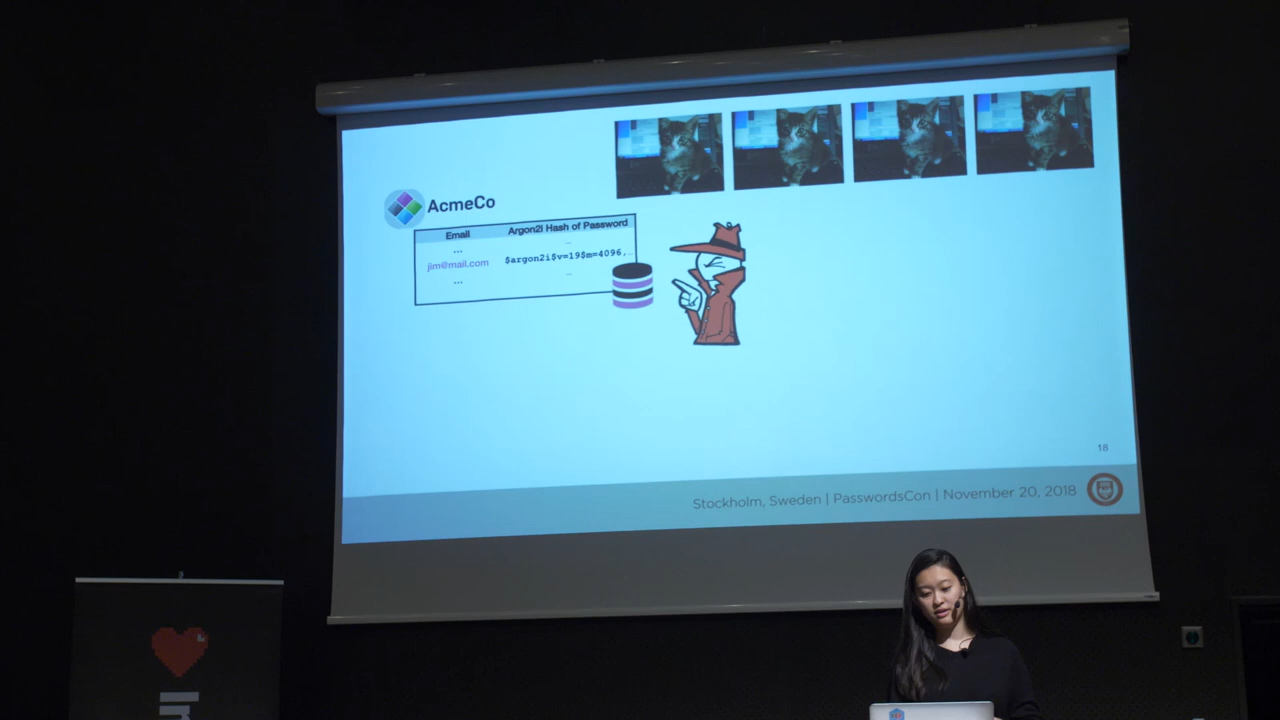 AcmeCo
Email Argon2i Hash of Password
... ...
jim@mail.com $argon2i$v=19$m=4096,...
... ...
18
Stockholm, Sweden | PasswordsCon | November 20, 2018